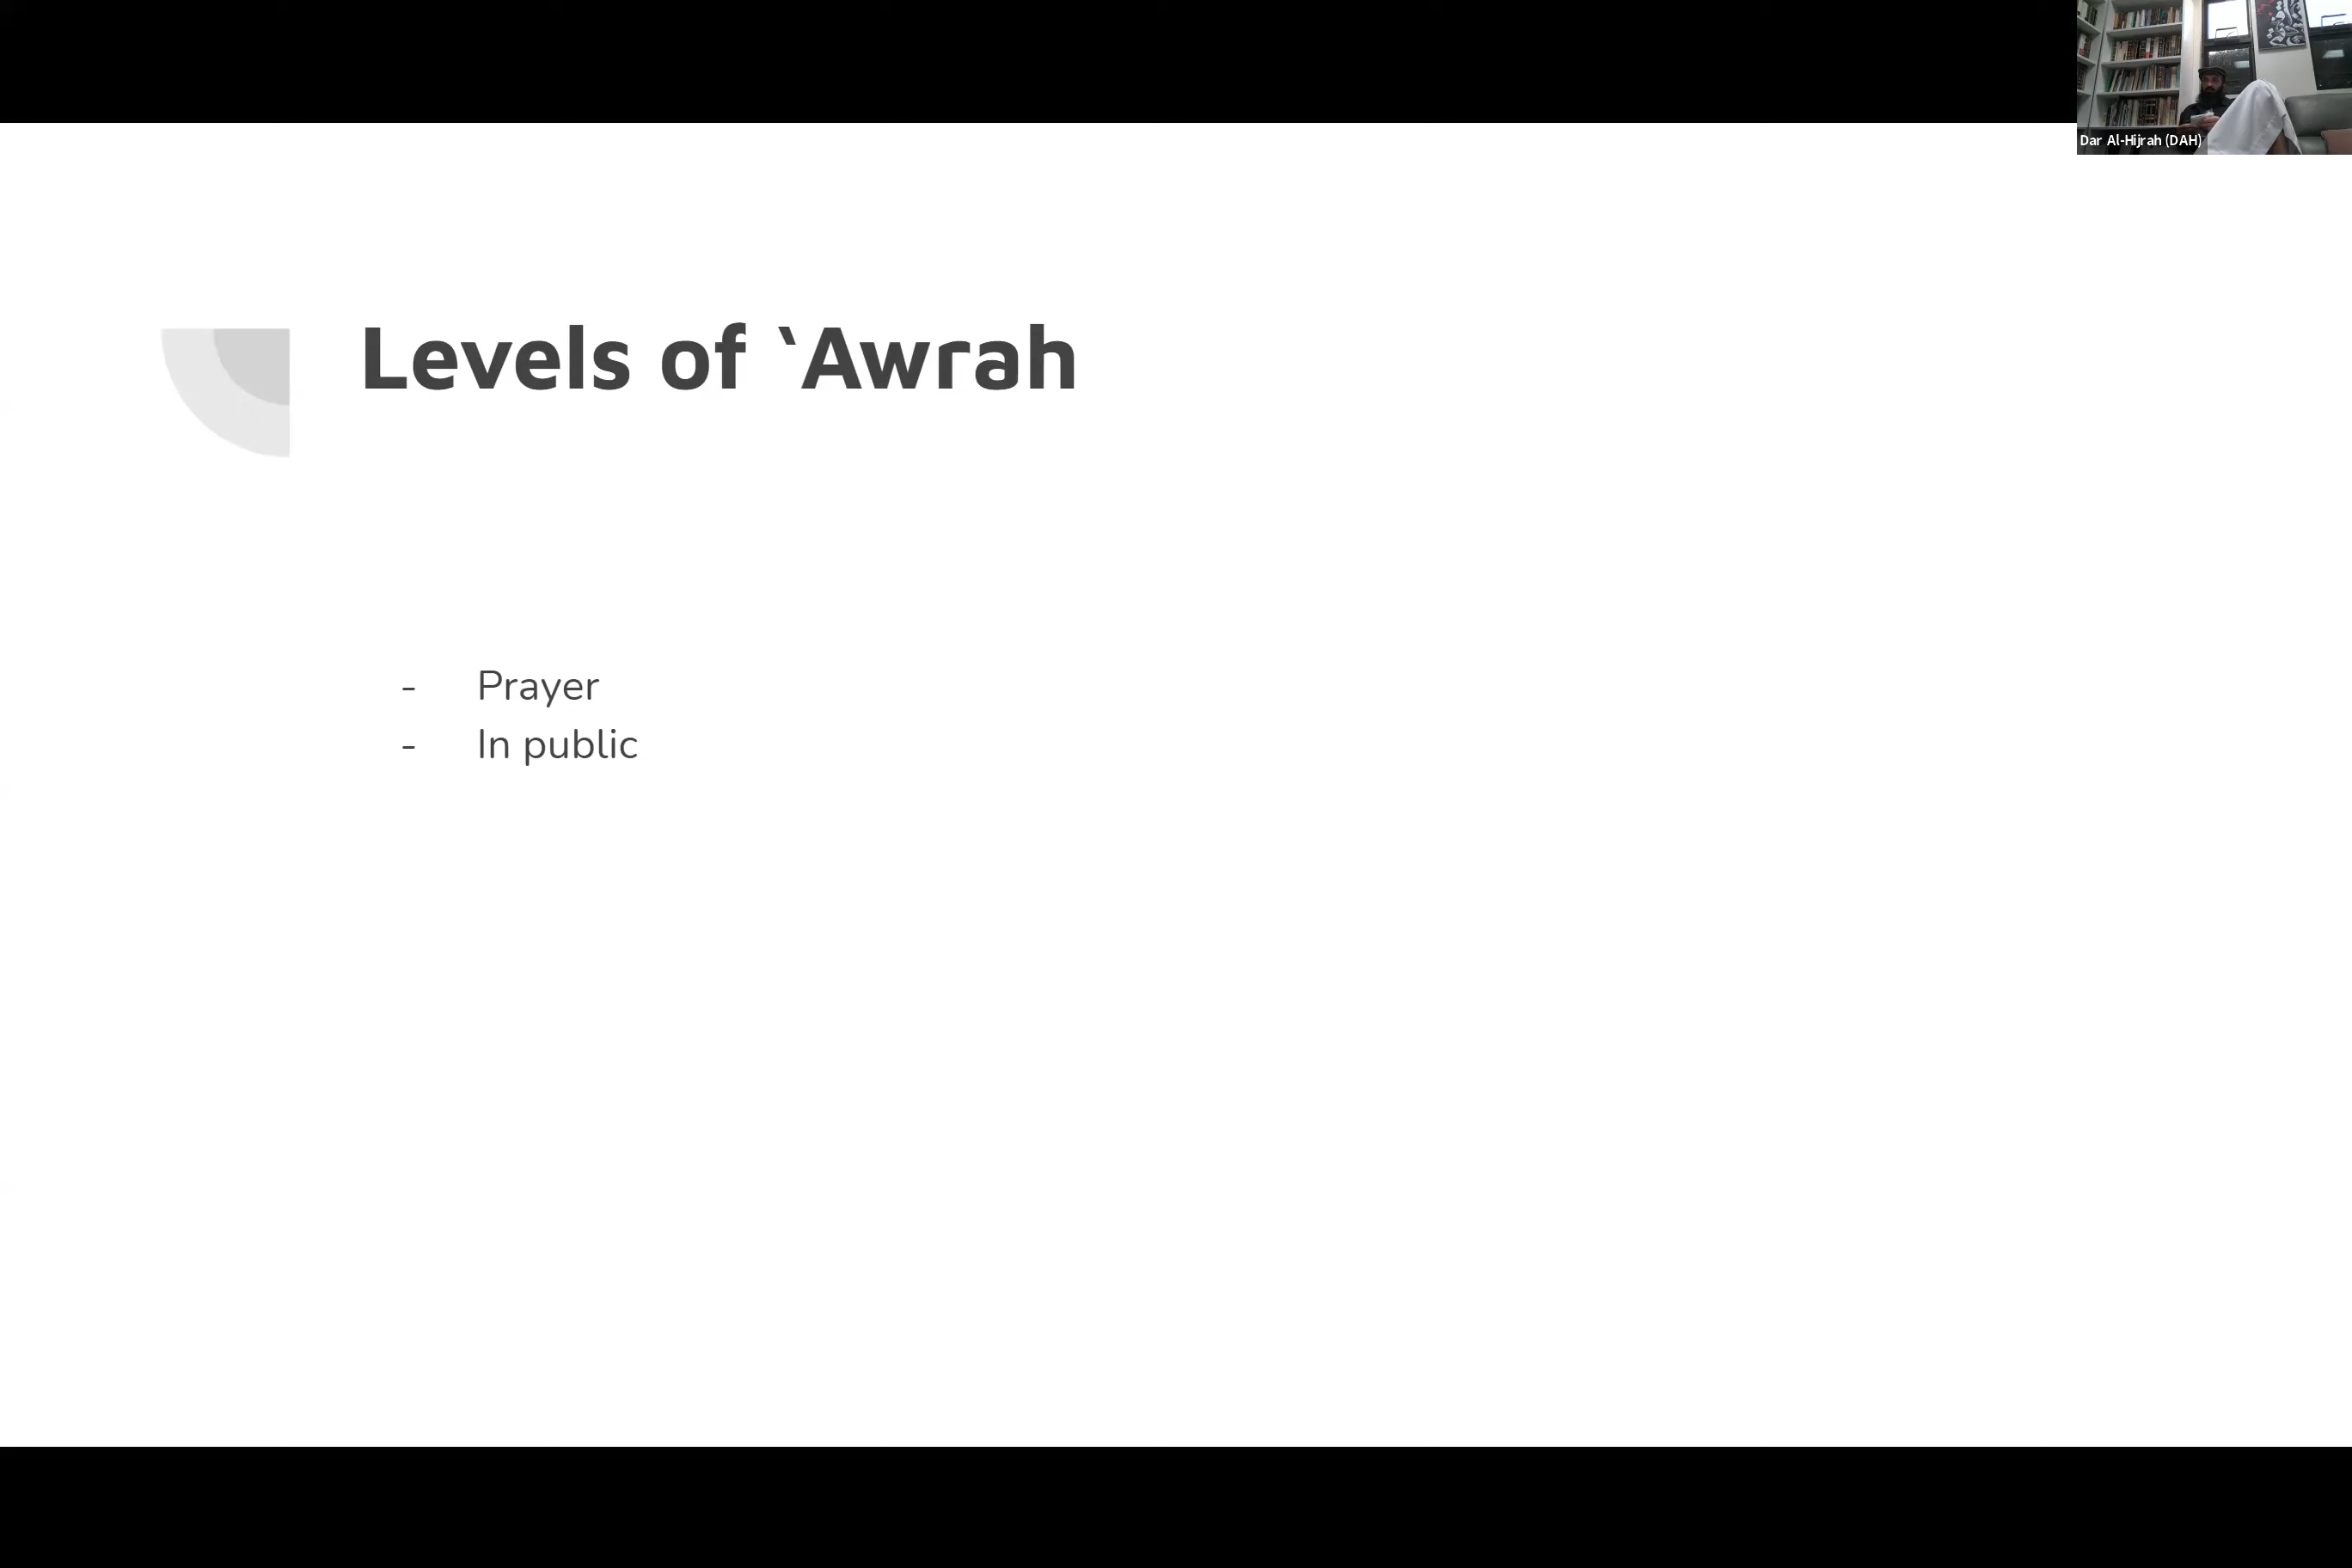 Dar Al-Hijrah (DAH)
Levels of `Awrah
- Prayer
- In public